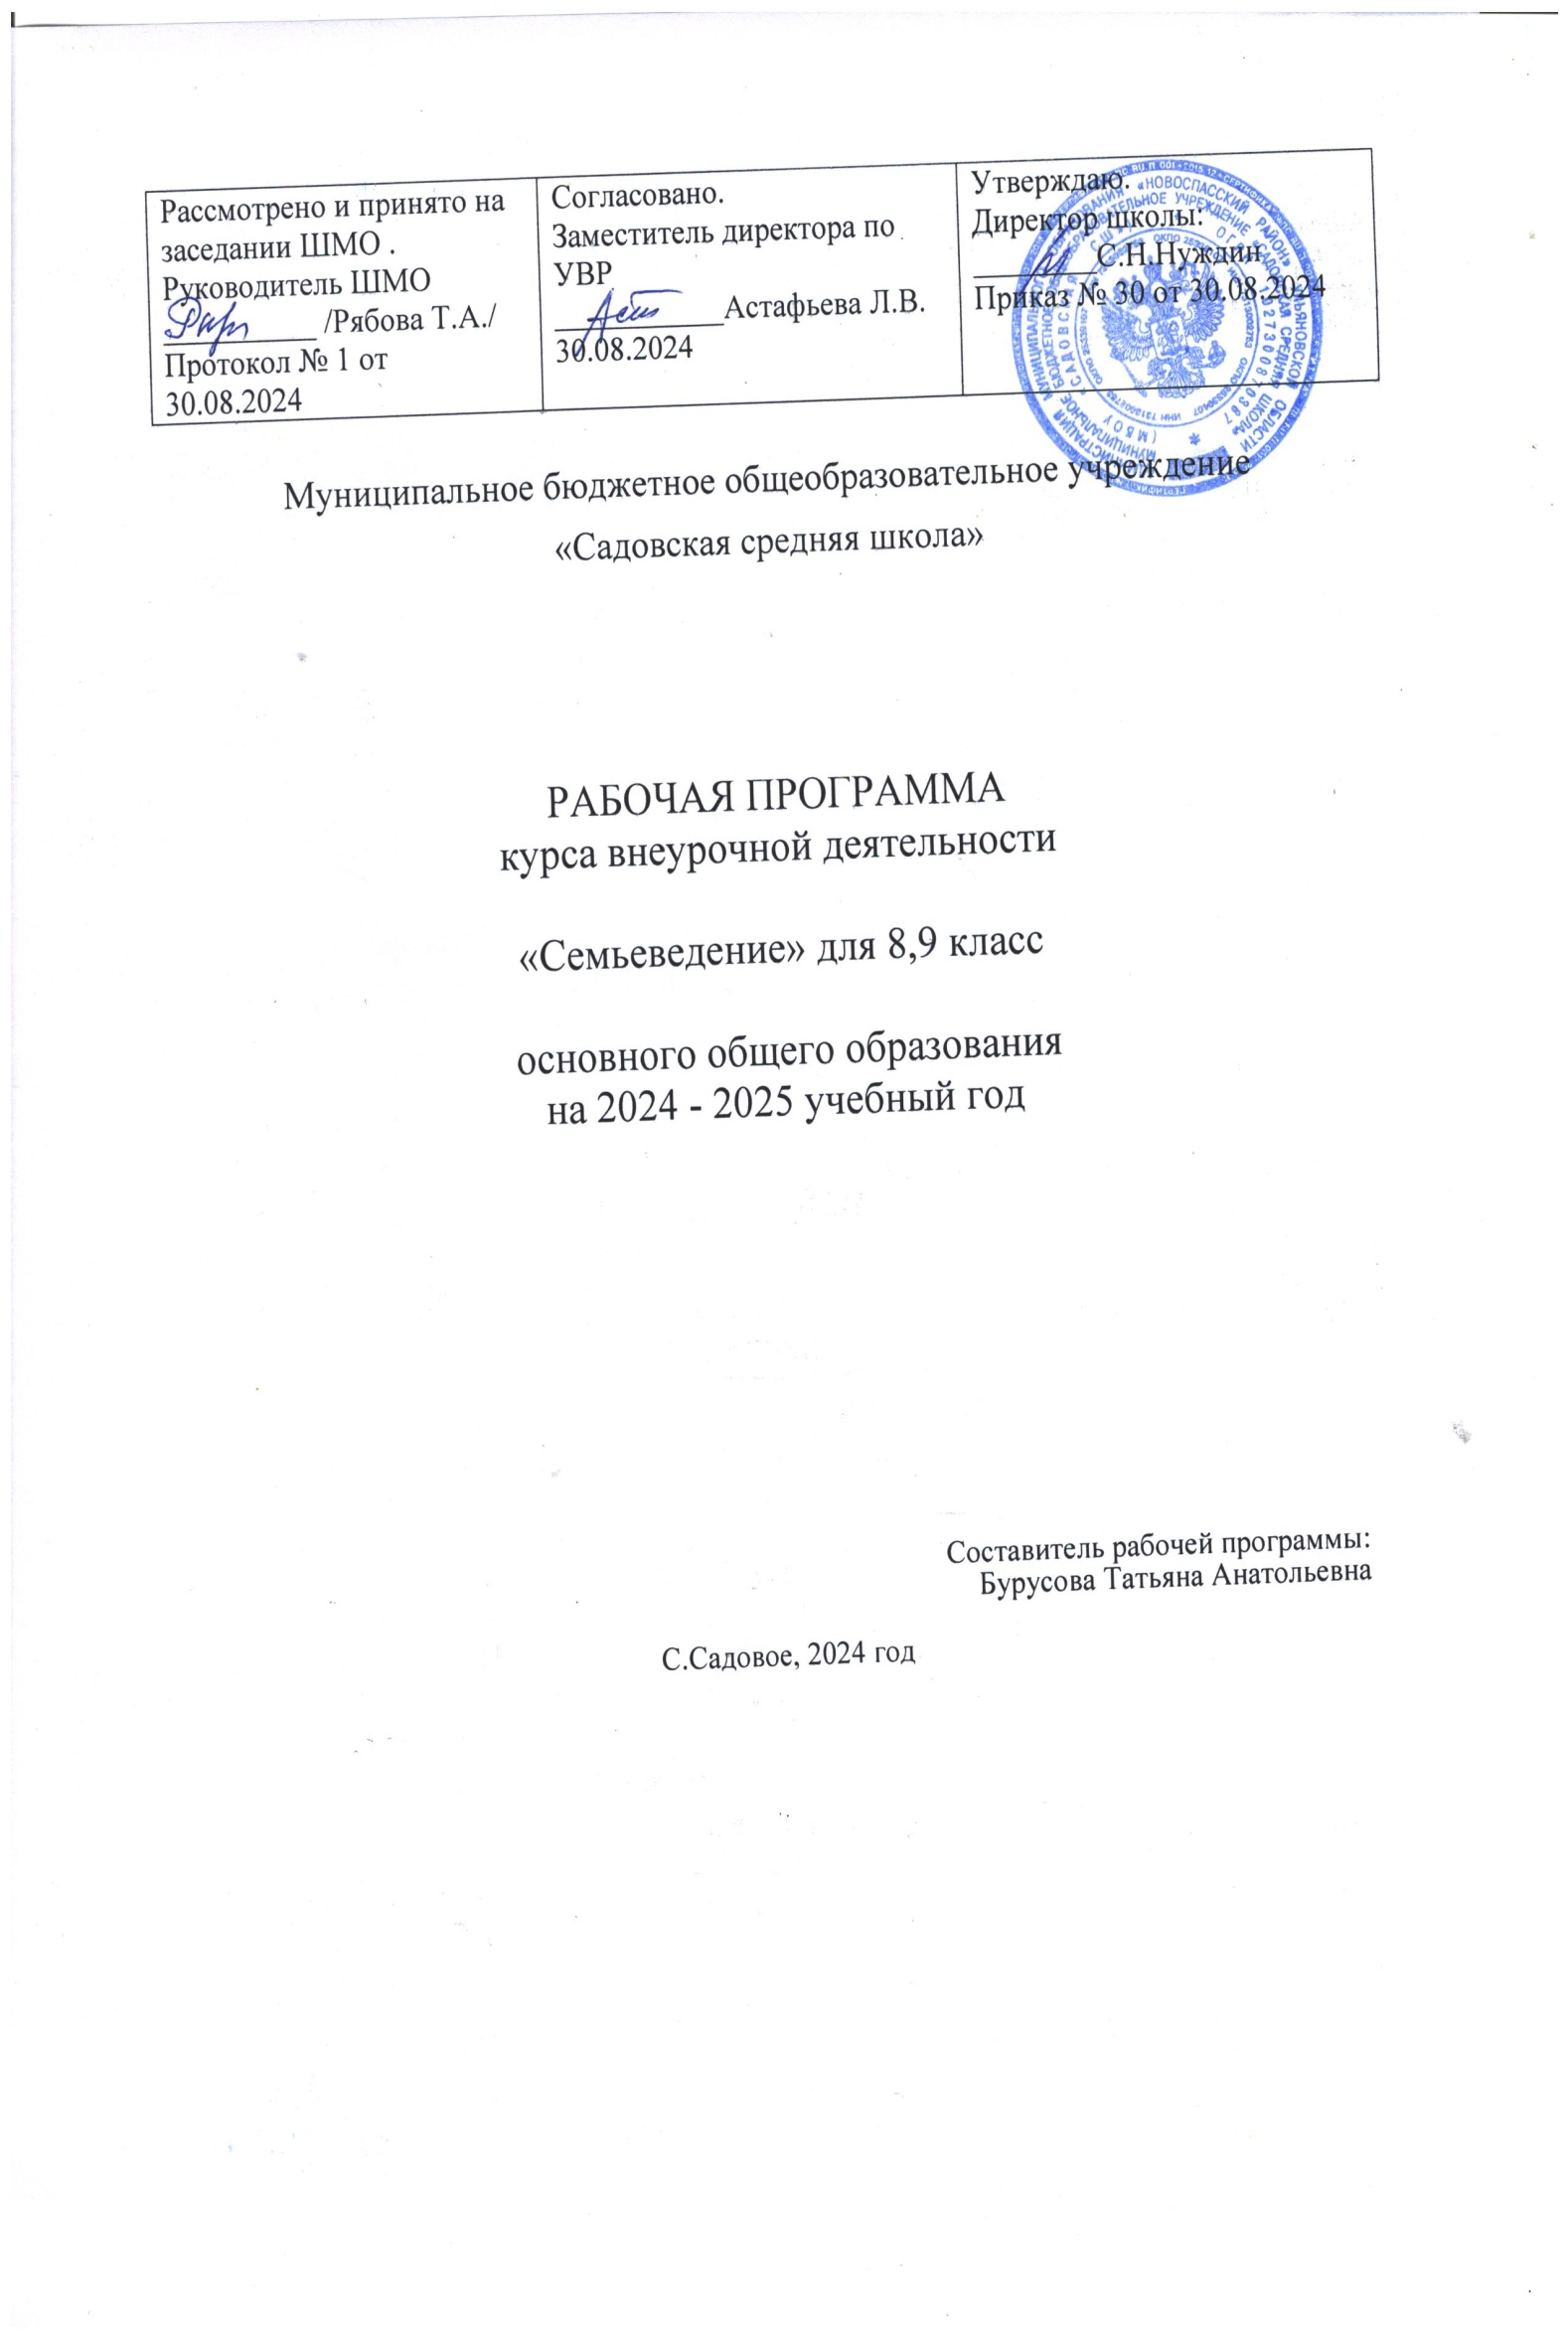 Рассмотрено и принято на
заседании ШМО .
Руководитель ШМО
/Рябова Т.А./
Протокол № 1 от
30.08.2024
Согласовано.
Заместитель директора по
УВР
Астафьева Л.В.
30.08.2024
Утверждаю.
Директор школы:
С.Н.Нуждин
Приказ № 30 от 30.08.2024
Муниципальное бюджетное общеобразовательное учреждение
«Садовская средняя школа»
РАБОЧАЯ ПРОГРАММА
курса внеурочной деятельности
«Семьеведение» для 8,9 класс
основного общего образования
на 2024 - 2025 учебный год
Составитель рабочей программы:
Бурусова Татьяна Анатольевна
С.Садовое, 2024 год